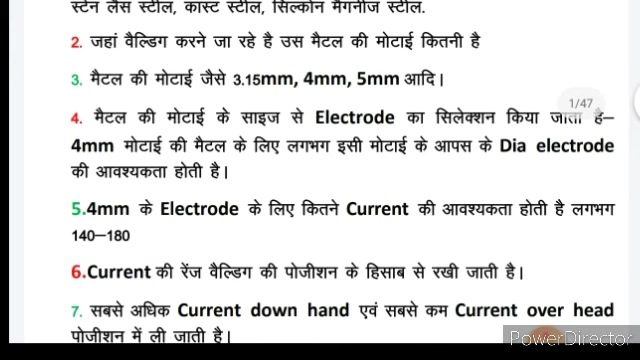 स्टेन लैस स्टील, कास्ट स्टील, सिल्कोन मैगनीज स्टील.
2. जहां वैल्डिग करने जा रहे है उस मैटल की मोटाई कितनी है
3. मैटल की मोटाई जैसे 3.15mm, 4mm, 5mm आदि।
1/47
4. मैटल की मोटाई के साइज से Electrode का सिलेक्शन किया जाता है–
4mm मोटाई की मैटल के लिए लगभग इसी मोटाई के आपस के Dia electrode
की आवश्यकता होती है।
5.4mm के Electrode के लिए कितने Current की आवश्यकता होती है लगभग
140–180
6.Current की रेंज वैल्डिग की पोजीशन के हिसाब से रखी जाती है।
7. सबसे अधिक Current down hand एवं सबसे कम Current over head
पोजीशन में ली जाती है।
PowerDirector